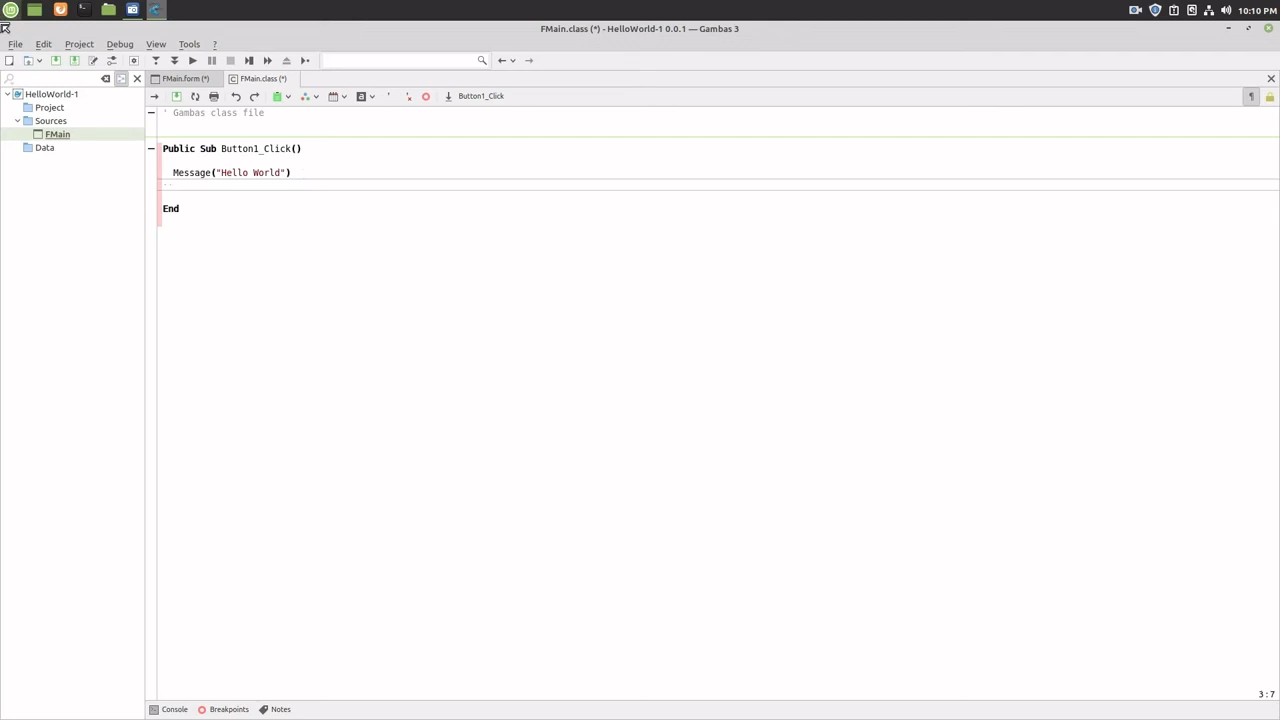 10:10 PM
FMain.class (*) - HelloWorld-1 0.0.1 — Gambas 3
File Edit Project Debug View Tools ?
FMain.form (*) FMain.class (*)
HelloWorld-1
Project
Sources
FMain
Data
Button1_Click
' Gambas class file
Public Sub Button1_Click()
Message("Hello World")
End
3 : 7
Console Breakpoints Notes